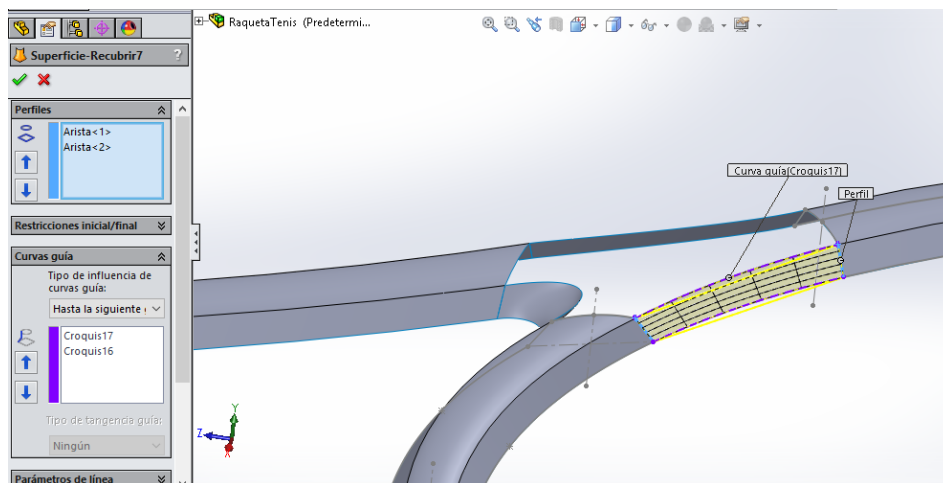 RaquetaTenis (Predetermi...
Superficie-Recubrir7
?
Perfiles
Arista<1>
Arista<2>
Restricciones inicial/final
Curvas guía
Tipo de influencia de
curvas guía:
Hasta la siguiente
Croquis17
Croquis16
Tipo de tangencia guía:
Ningún
Parámetros de línea
Curva guía(Croquis17)
Perfil
Y
Z
X